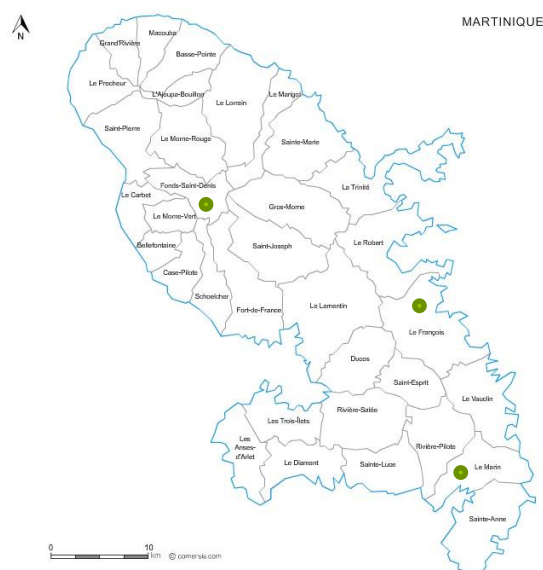 MARTINIQUE
N
Macouba
Grand'Rivière
Basse-Pointe
Le Precheur
L'Ajoupa-Bouillon
Le Lorrain
Le Marigot
Saint-Pierre
Le Morne-Rouge
Sainte-Marie
Fonds-Saint-Denis
La Trinité
Le Carbet
Gros-Morne
Le Morne-Vert
Bellefontaine
Saint-Joseph
Le Robert
Case-Pilote
Schoelcher
Fort-de-France
Le Lamentin
Le François
Ducos
Saint-Esprit
Le Vauclin
Rivière-Salée
Les Trois-Îlets
Les
Anses-
d'Arlet
Rivière-Pilote
Le Diamant
Sainte-Luce
Le Marin
Sainte-Anne
0 10
km
© comersis.com